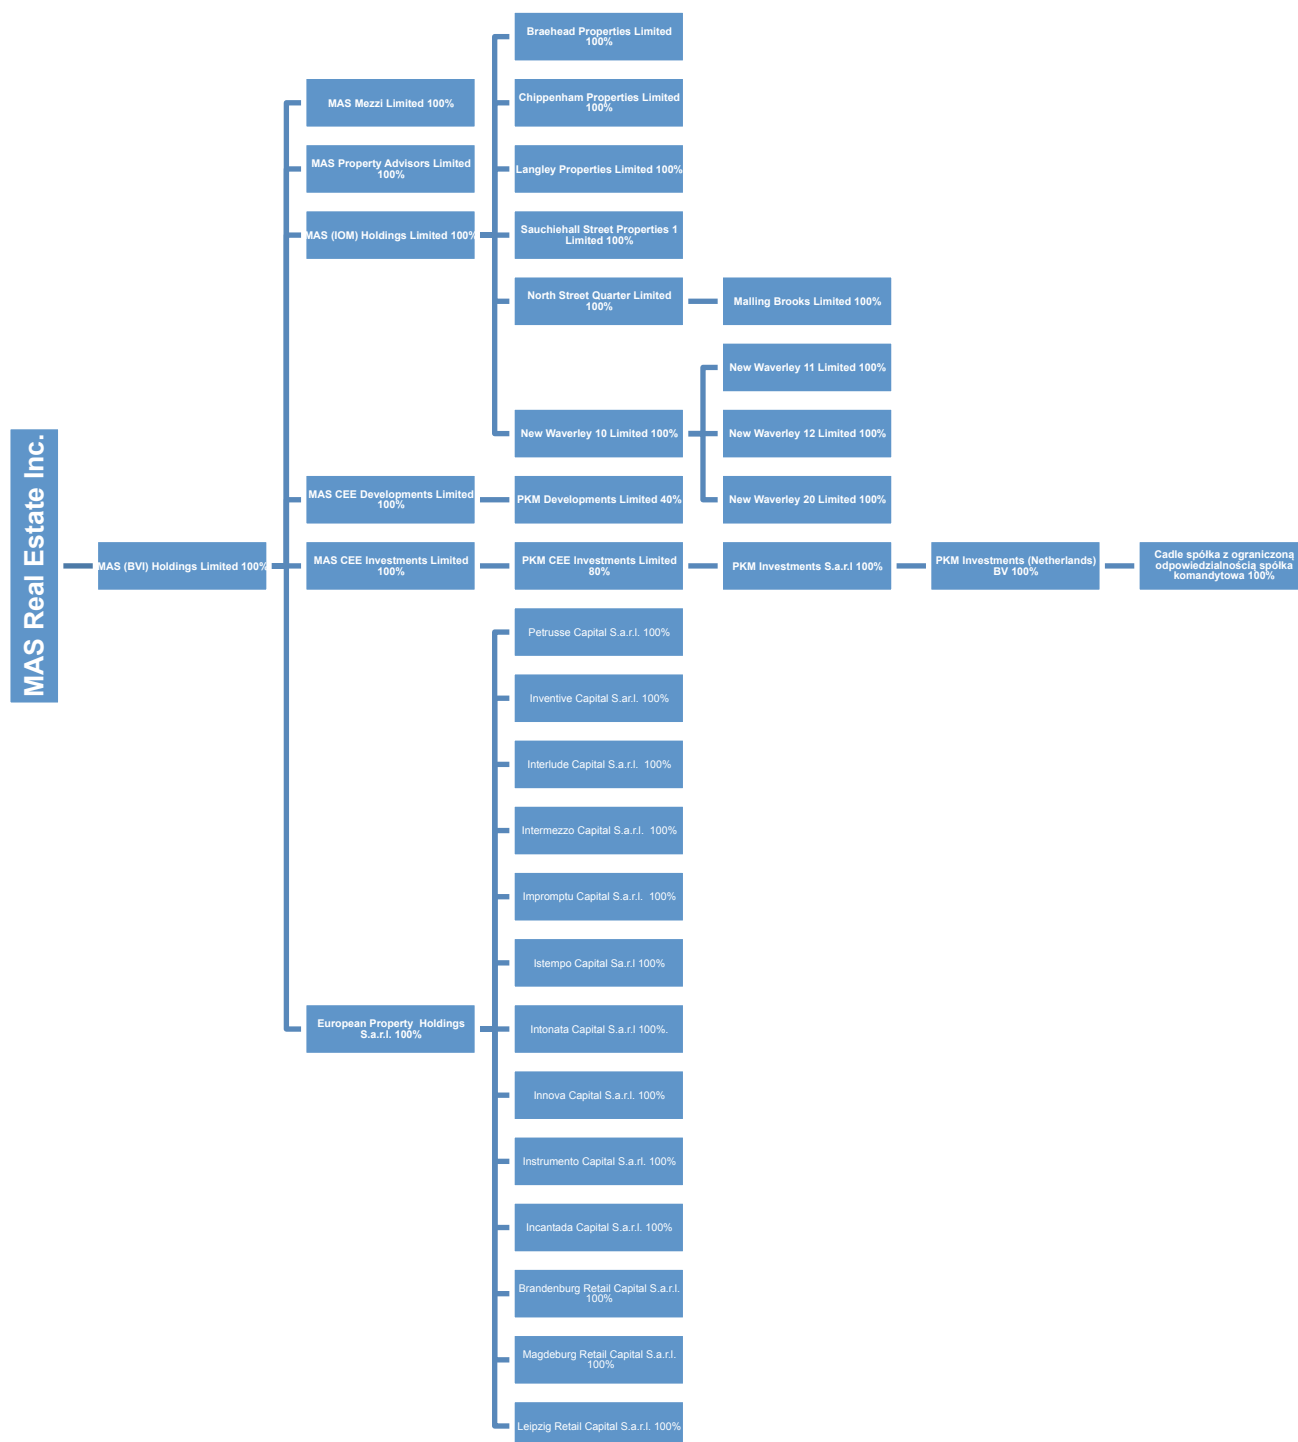 MAS Real Estate Inc.
MAS (BVI) Holdings Limited 100%
MAS Mezzi Limited 100%
MAS Property Advisors Limited
100%
MAS (IOM) Holdings Limited 100%
Braehead Properties Limited
100%
Chippenham Properties Limited
100%
Langley Properties Limited 100%
Sauchiehall Street Properties 1
Limited 100%
North Street Quarter Limited
100%
Malling Brooks Limited 100%
New Waverley 10 Limited 100%
New Waverley 11 Limited 100%
New Waverley 12 Limited 100%
New Waverley 20 Limited 100%
MAS CEE Developments Limited
100%
PKM Developments Limited 40%
MAS CEE Investments Limited
100%
PKM CEE Investments Limited
80%
PKM Investments S.a.r.l 100%
PKM Investments (Netherlands)
BV 100%
Cadle spółka z ograniczoną
odpowiedzialnością spółka
komandytowa 100%
European Property  Holdings
S.a.r.l. 100%
Petrusse Capital S.a.r.l. 100%
Inventive Capital S.ar.l. 100%
Interlude Capital S.a.r.l.  100%
Intermezzo Capital S.a.r.l.  100%
Impromptu Capital S.a.r.l.  100%
Istempo Capital Sa.r.l 100%
Intonata Capital S.a.r.l 100%.
Innova Capital S.a.r.l. 100%
Instrumento Capital S.a.rl. 100%
Incantada Capital S.a.r.l. 100%
Brandenburg Retail Capital S.a.r.l.
100%
Magdeburg Retail Capital S.a.r.l.
100%
Leipzig Retail Capital S.a.r.l. 100%